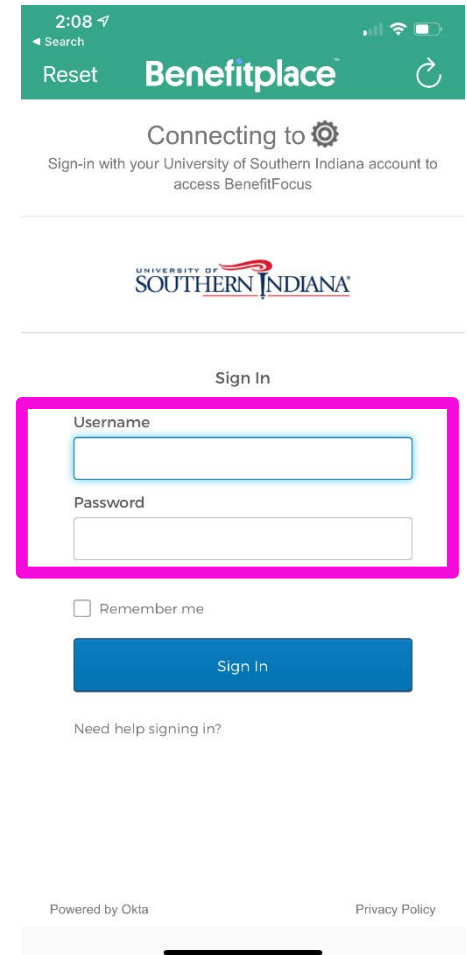 2:08
◄ Search
Reset
Benefitplace™
Connecting to
Sign-in with your University of Southern Indiana account to
access BenefitFocus
UNIVERSITY OF
SOUTHERN INDIANA®
Sign In
Username
Password
Remember me
Sign In
Need help signing in?
Powered by Okta
Privacy Policy